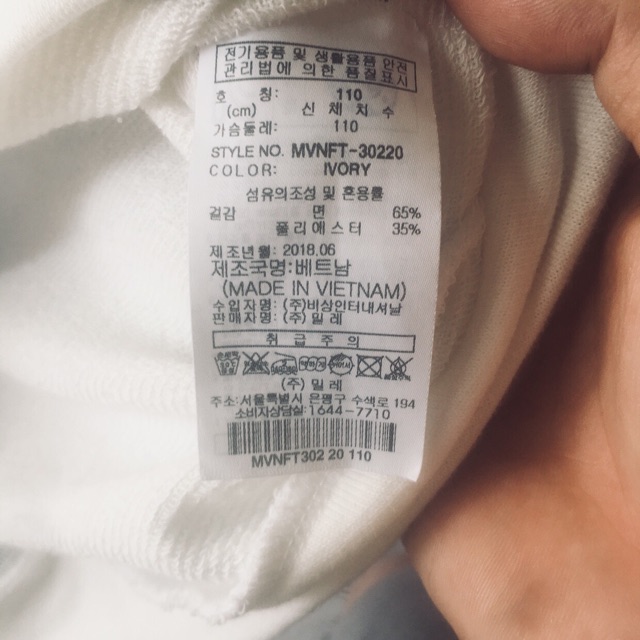 전기용품 및 생활용품 안전
관리법에 의한 품질표시
호 칭: 110
(cm) 신 체 치 수
가슴둘레: 110
STYLE NO. MVNFT-30220
COLOR: IVORY
섬유의조성 및 혼용률
겉감 면 65%
폴리에스터 35%
제조년월: 2018.06
제조국명:베트남
(MADE IN VIETNAM)
수입자명: (주)비상인터내셔날
판매자명: (주)밀레
취 급 주 의
(주)밀레
주소:서울특별시 은평구 수색로 194
소비자상담실:1644-7710
MVNFT302 20 110